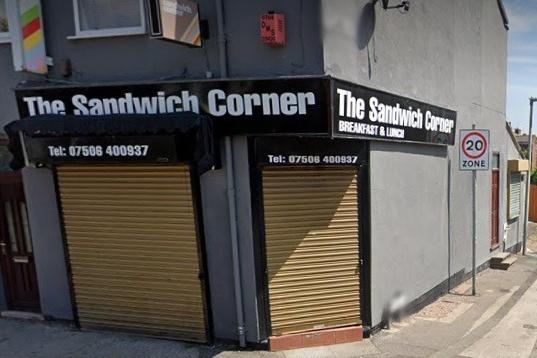 The Sandwich Corner
Tel: 07506 400937
The Sandwich Corner
BREAKFAST & LUNCH
Tel: 07506 400937
20
ZONE